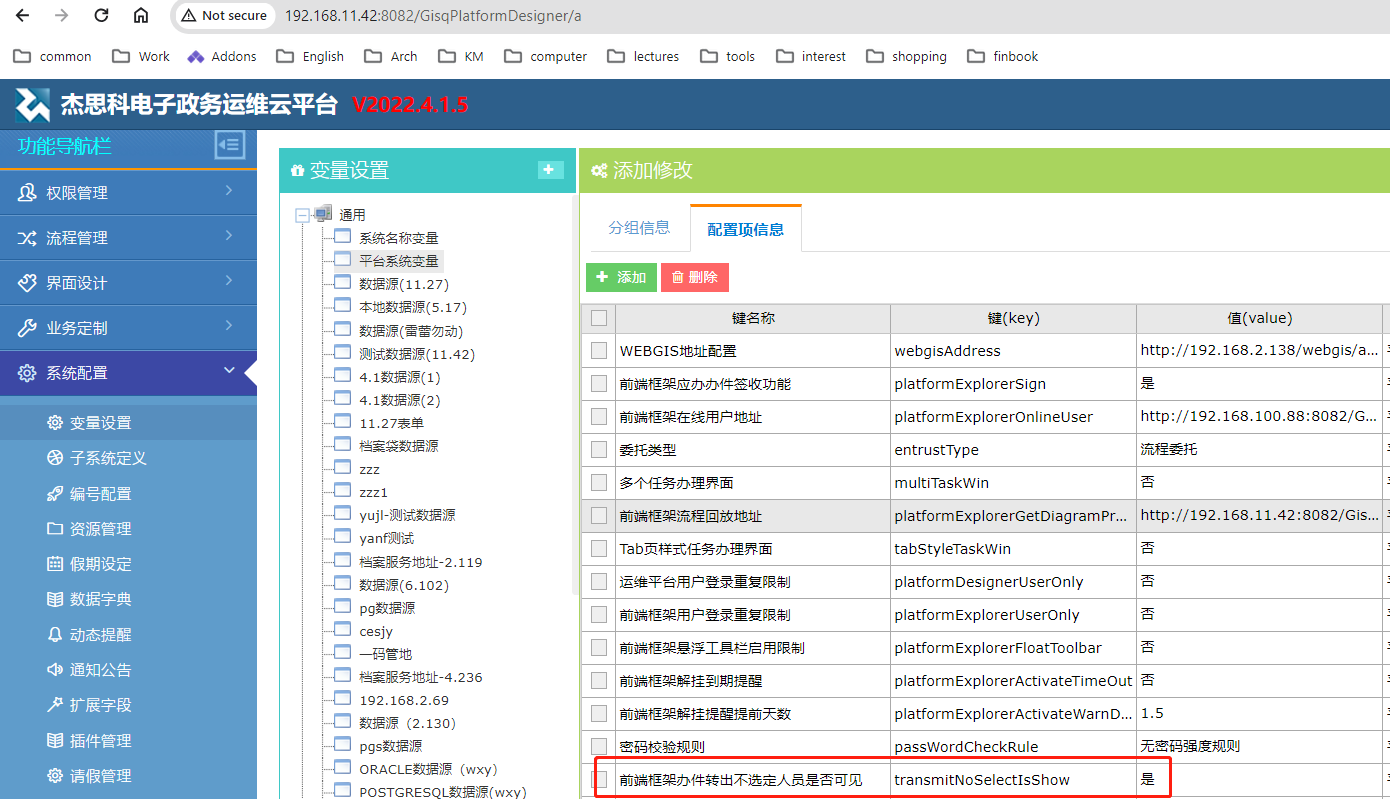 Not secure 192.168.11.42:8082/GisqPlatformDesigner/a
common Work Addons English Arch KM computer lectures tools interest shopping finbook
杰思科电子政务运维云平台 V2022.4.1.5
功能导航栏
权限管理
流程管理
界面设计
业务定制
系统配置
变量设置
子系统定义
编号配置
资源管理
假期设定
数据字典
动态提醒
通知公告
扩展字段
插件管理
请假管理
变量设置
通用
系统名称变量
平台系统变量
数据源(11.27)
本地数据源(5.17)
数据源(雷蕾勿动)
测试数据源(11.42)
4.1数据源(1)
4.1数据源(2)
11.27表单
档案袋数据源
zzz
zzz1
yujl-测试数据源
yanf测试
档案服务地址-2.119
数据源(6.102)
pg数据源
cesjy
一码管地
档案服务地址-4.236
192.168.2.69
数据源（2.130）
pgs数据源
ORACLE数据源（wxy）
POSTGRESQL数据源(wxy)
添加修改
分组信息 配置项信息
添加 删除
键名称 键(key) 值(value)
WEBGIS地址配置 webgisAddress http://192.168.2.138/webgis/a...
前端框架应办办件签收功能 platformExplorerSign 是
前端框架在线用户地址 platformExplorerOnlineUser http://192.168.100.88:8082/G...
委托类型 entrustType 流程委托
多个任务办理界面 multiTaskWin 否
前端框架流程回放地址 platformExplorerGetDiagramPr... http://192.168.11.42:8082/Gis...
Tab页样式任务办理界面 tabStyleTaskWin 否
运维平台用户登录重复限制 platformDesignerUserOnly 否
前端框架用户登录重复限制 platformExplorerUserOnly 否
前端框架悬浮工具栏启用限制 platformExplorerFloatToolbar 否
前端框架解挂到期提醒 platformExplorerActivateTimeOut 否
前端框架解挂提醒提前天数 platformExplorerActivateWarnD... 1.5
密码校验规则 passWordCheckRule 无密码强度规则
前端框架办件转出不选定人员是否可见 transmitNoSelectIsShow 是